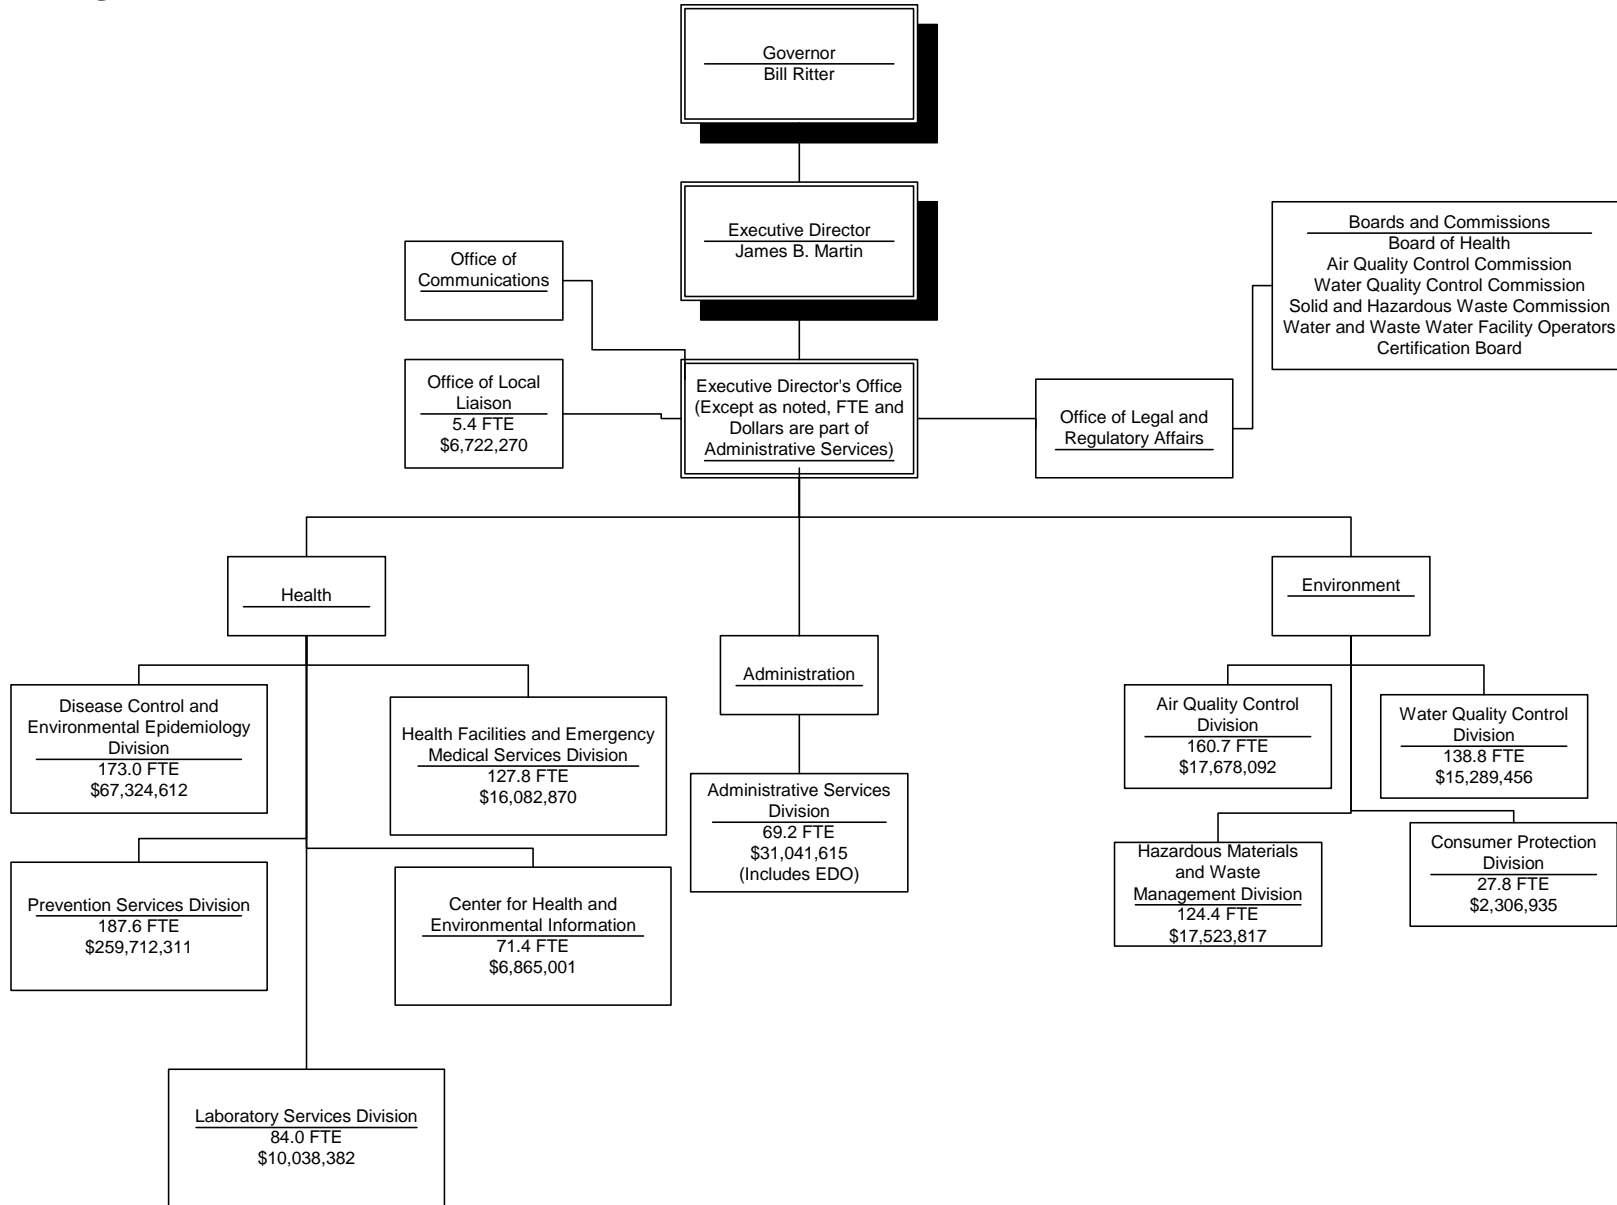 Governor
Bill Ritter
Executive Director
James B. Martin
Office of
Communications
Boards and Commissions
Board of Health
Air Quality Control Commission
Water Quality Control Commission
Solid and Hazardous Waste Commission
Water and Waste Water Facility Operators
Certification Board
Office of Local
Liaison
5.4 FTE
$6,722,270
Executive Director's Office
(Except as noted, FTE and
Dollars are part of
Administrative Services)
Office of Legal and
Regulatory Affairs
Health
Administration
Environment
Disease Control and
Environmental Epidemiology
Division
173.0 FTE
$67,324,612
Health Facilities and Emergency
Medical Services Division
127.8 FTE
$16,082,870
Prevention Services Division
187.6 FTE
$259,712,311
Center for Health and
Environmental Information
71.4 FTE
$6,865,001
Laboratory Services Division
84.0 FTE
$10,038,382
Administrative Services
Division
69.2 FTE
$31,041,615
(Includes EDO)
Air Quality Control
Division
160.7 FTE
$17,678,092
Water Quality Control
Division
138.8 FTE
$15,289,456
Hazardous Materials
and Waste
Management Division
124.4 FTE
$17,523,817
Consumer Protection
Division
27.8 FTE
$2,306,935